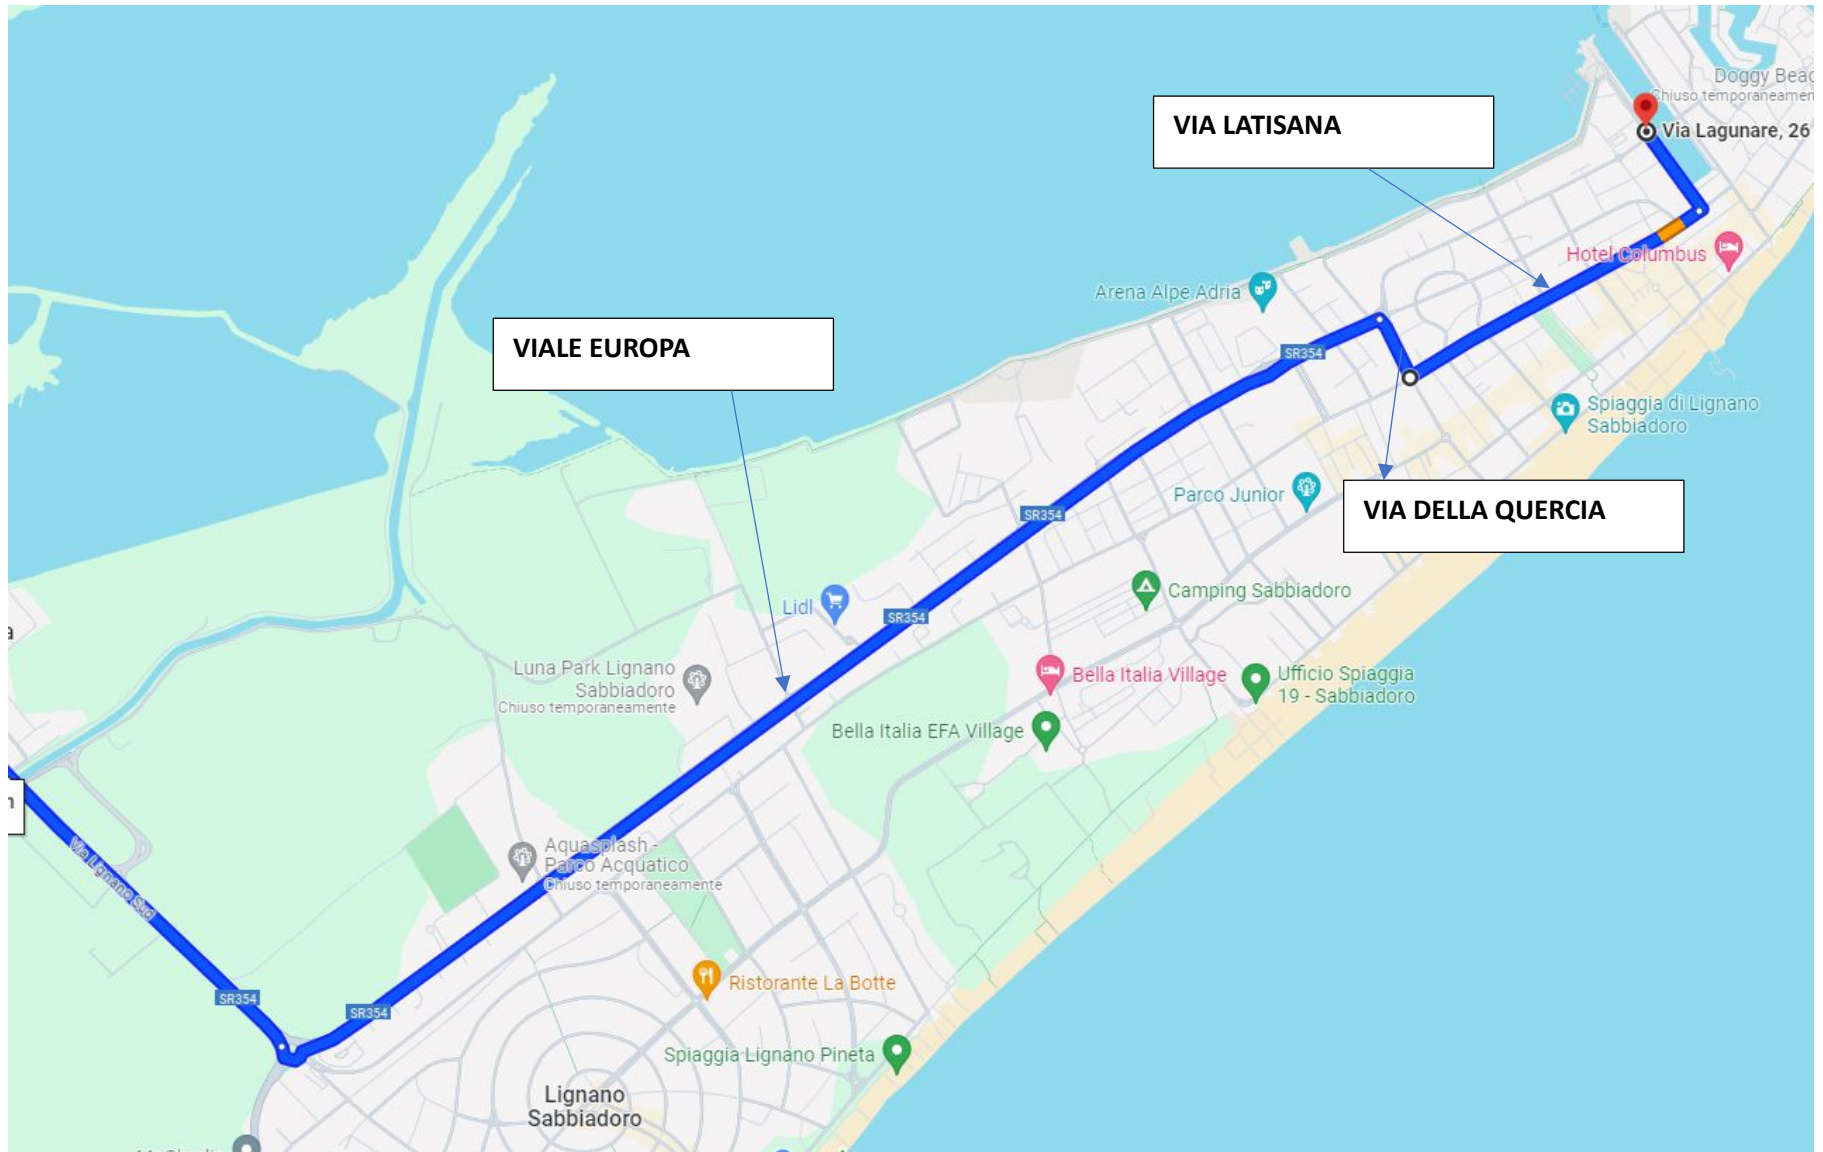 Doggy Beac
Chiuso temporaneamen
VIA LATISANA
Via Lagunare, 26
Hotel Columbus
Arena Alpe Adria
VIALE EUROPA
SR354
Spiaggia di Lignano
Sabbiadoro
Parco Junior
SR354
VIA DELLA QUERCIA
Camping Sabbiadoro
Lidl
SR354
a
Luna Park Lignano
Sabbiadoro
Chiuso temporaneamente
Bella Italia Village
Ufficio Spiaggia
19 - Sabbiadoro
Bella Italia EFA Village
n
Aquasplash -
Parco Acquatico
Chiuso temporaneamente
Via Lignano Sud
Ristorante La Botte
SR354
SR354
Spiaggia Lignano Pineta
Lignano
Sabbiadoro